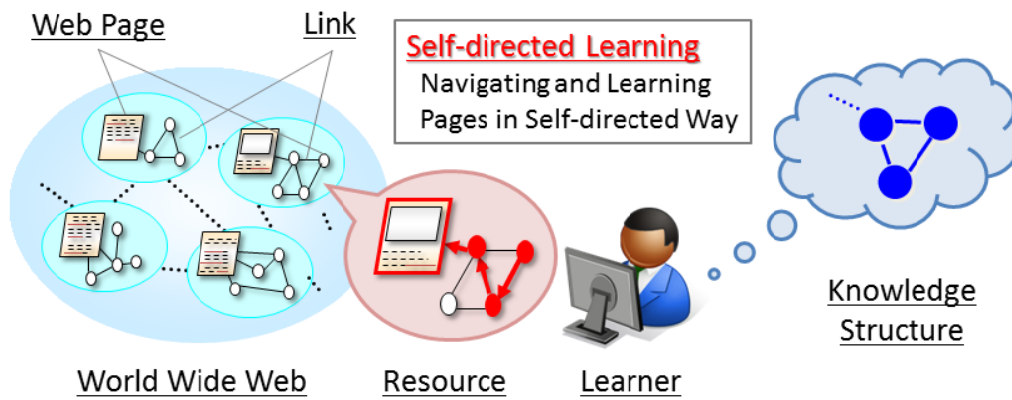 Web Page
Link
Self-directed Learning
Navigating and Learning
Pages in Self-directed Way
Knowledge
Structure
World Wide Web
Resource
Learner